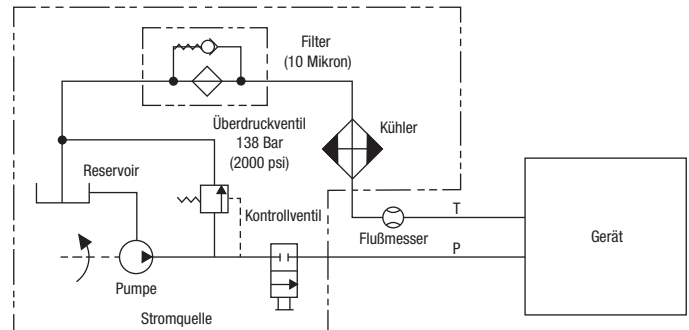 Filter
(10 Mikron)
Überdruckventil
138 Bar
(2000 psi)
Kühler
Reservoir
Kontrollventil
T
Flußmesser
P
Gerät
Pumpe
Stromquelle